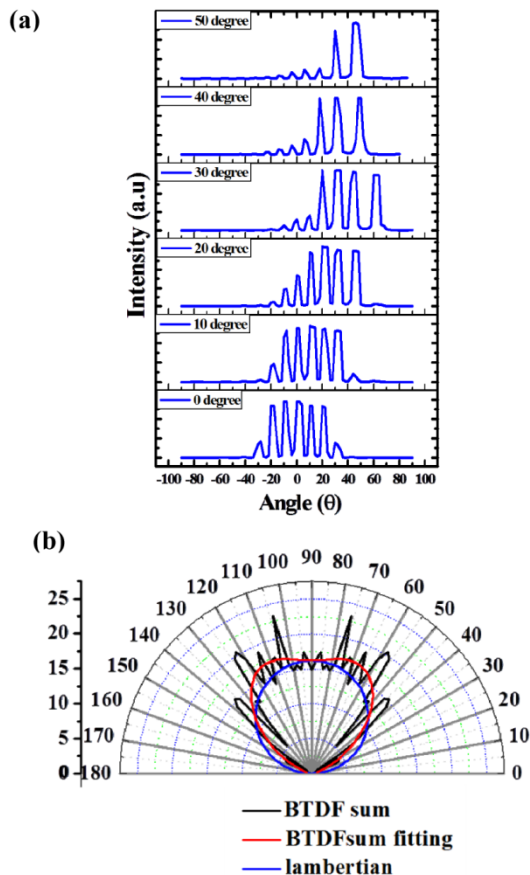 (a)
50 degree
40 degree
30 degree
20 degree
10 degree
0 degree
Intensity (a.u)
-100 -80 -60 -40 -20 0 20 40 60 80 100
Angle (θ)
(b)
25
20
15
10
5
0
180 170 160 150 140 130 120 110 100 90 80 70 60 50 40 30 20 10 0
BTDF sum
BTDFsum fitting
lambertian